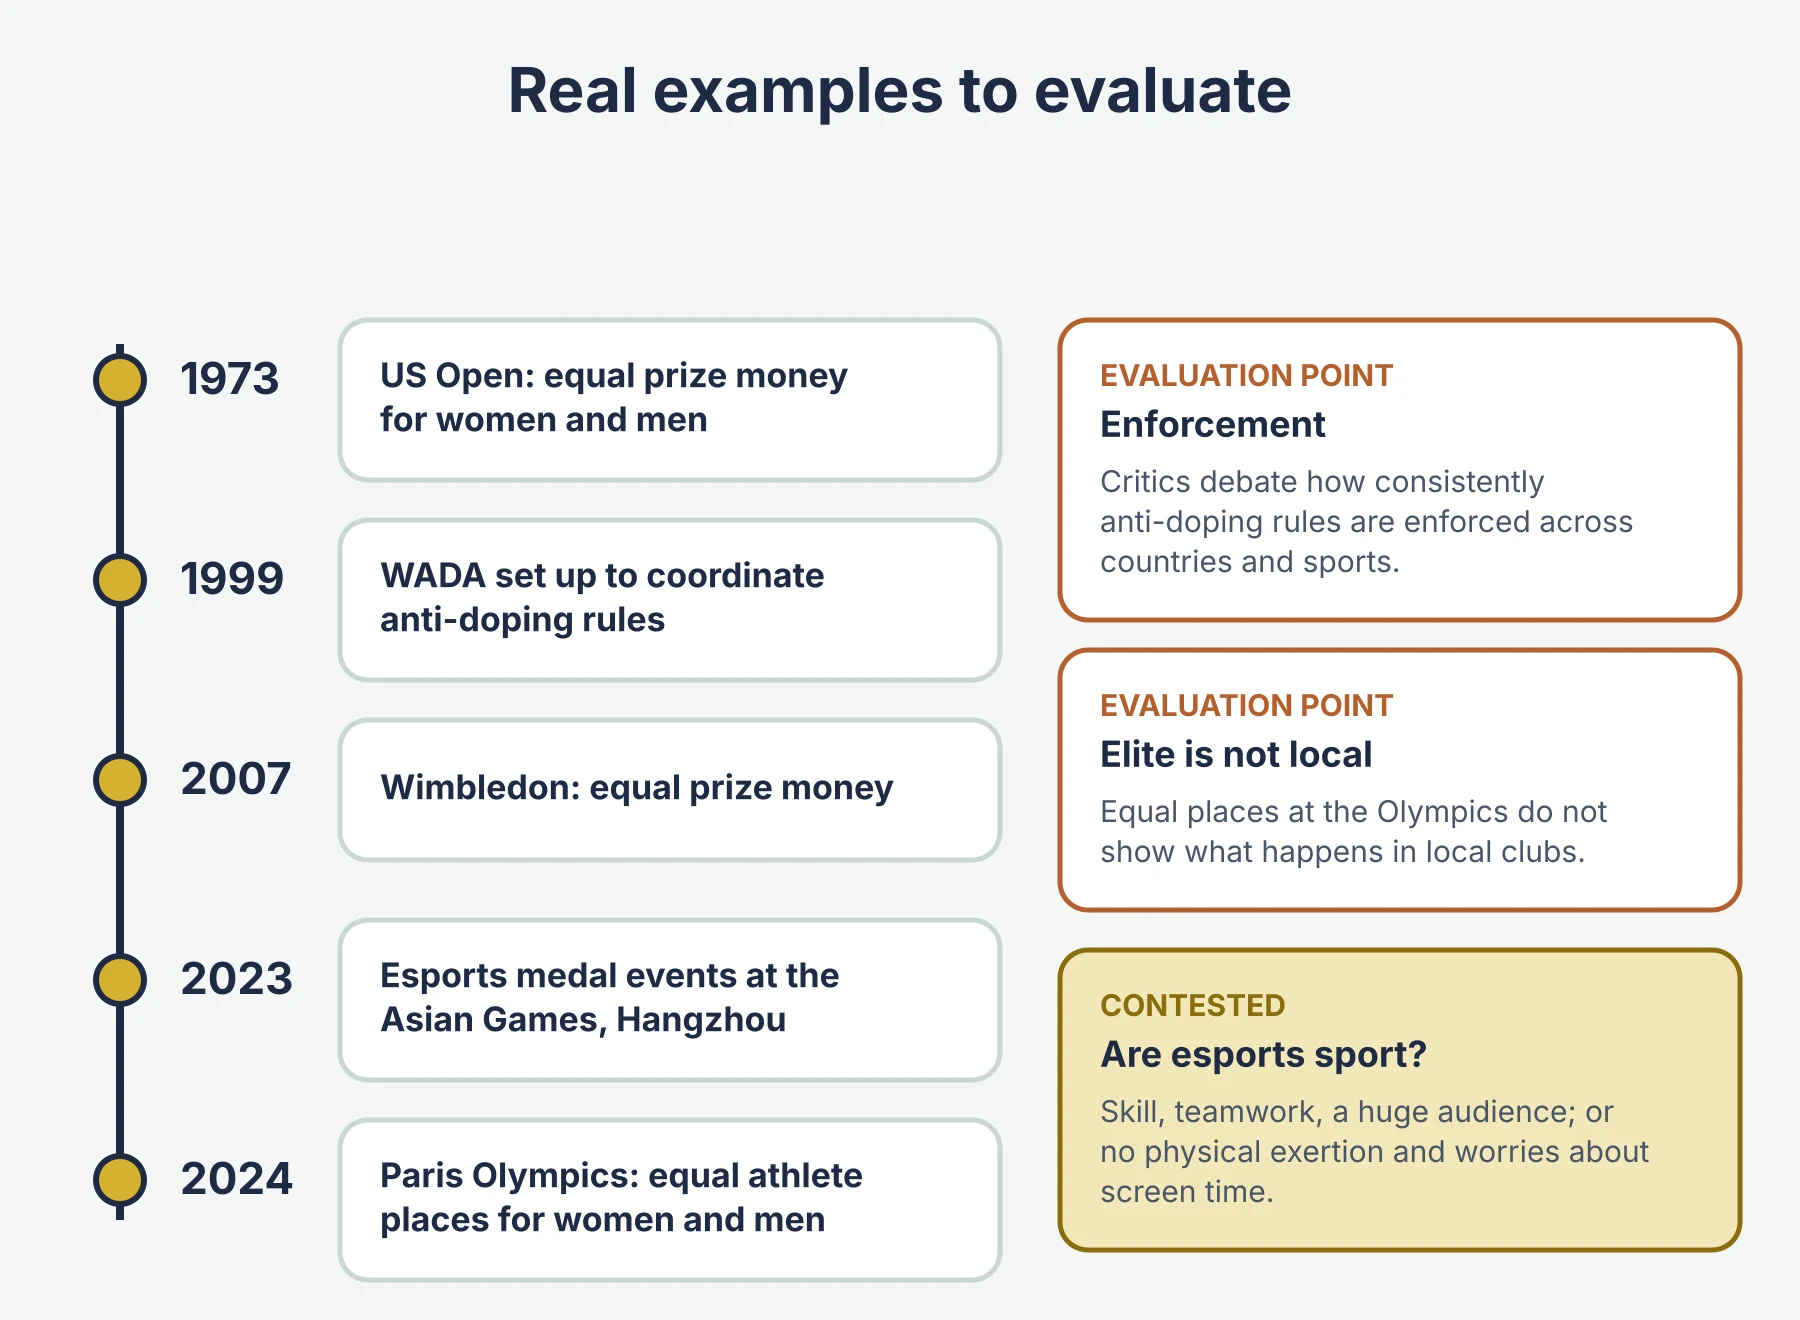 Real examples to evaluate
1973
US Open: equal prize money
for women and men
1999
WADA set up to coordinate
anti-doping rules
2007
Wimbledon: equal prize money
2023
Esports medal events at the
Asian Games, Hangzhou
2024
Paris Olympics: equal athlete
places for women and men
EVALUATION POINT
Enforcement
Critics debate how consistently
anti-doping rules are enforced across
countries and sports.
EVALUATION POINT
Elite is not local
Equal places at the Olympics do not
show what happens in local clubs.
CONTESTED
Are esports sport?
Skill, teamwork, a huge audience; or
no physical exertion and worries about
screen time.